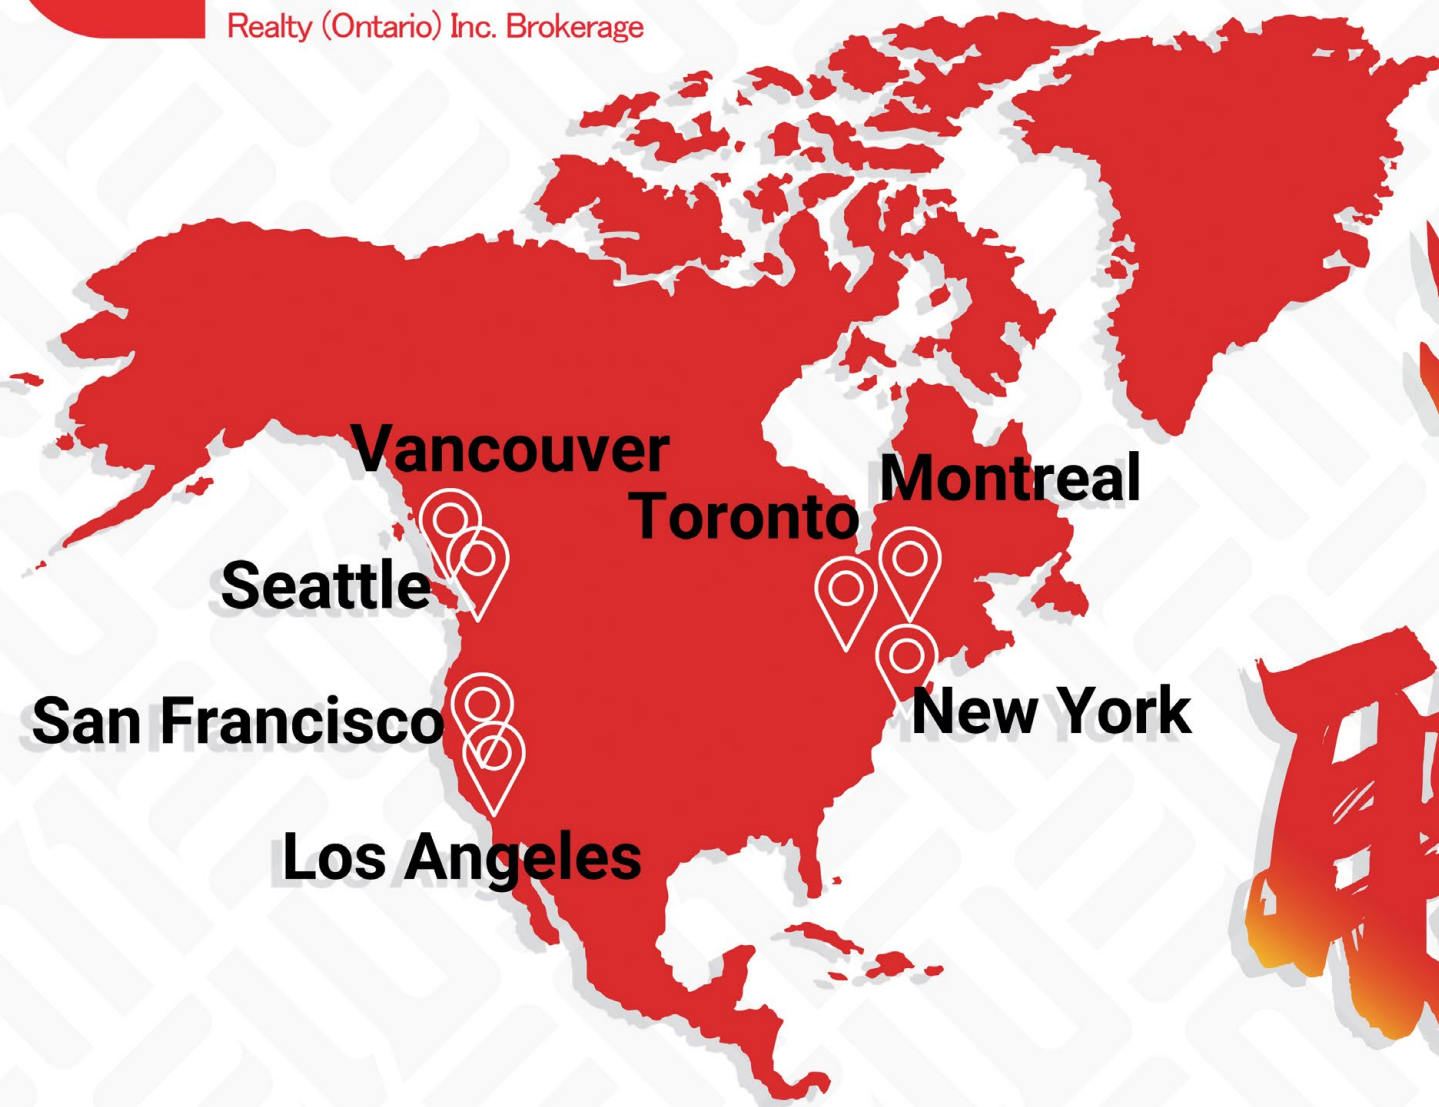 Realty (Ontario) Inc. Brokerage
Vancouver
Montreal
Toronto
Seattle
San Francisco
New York
Los Angeles